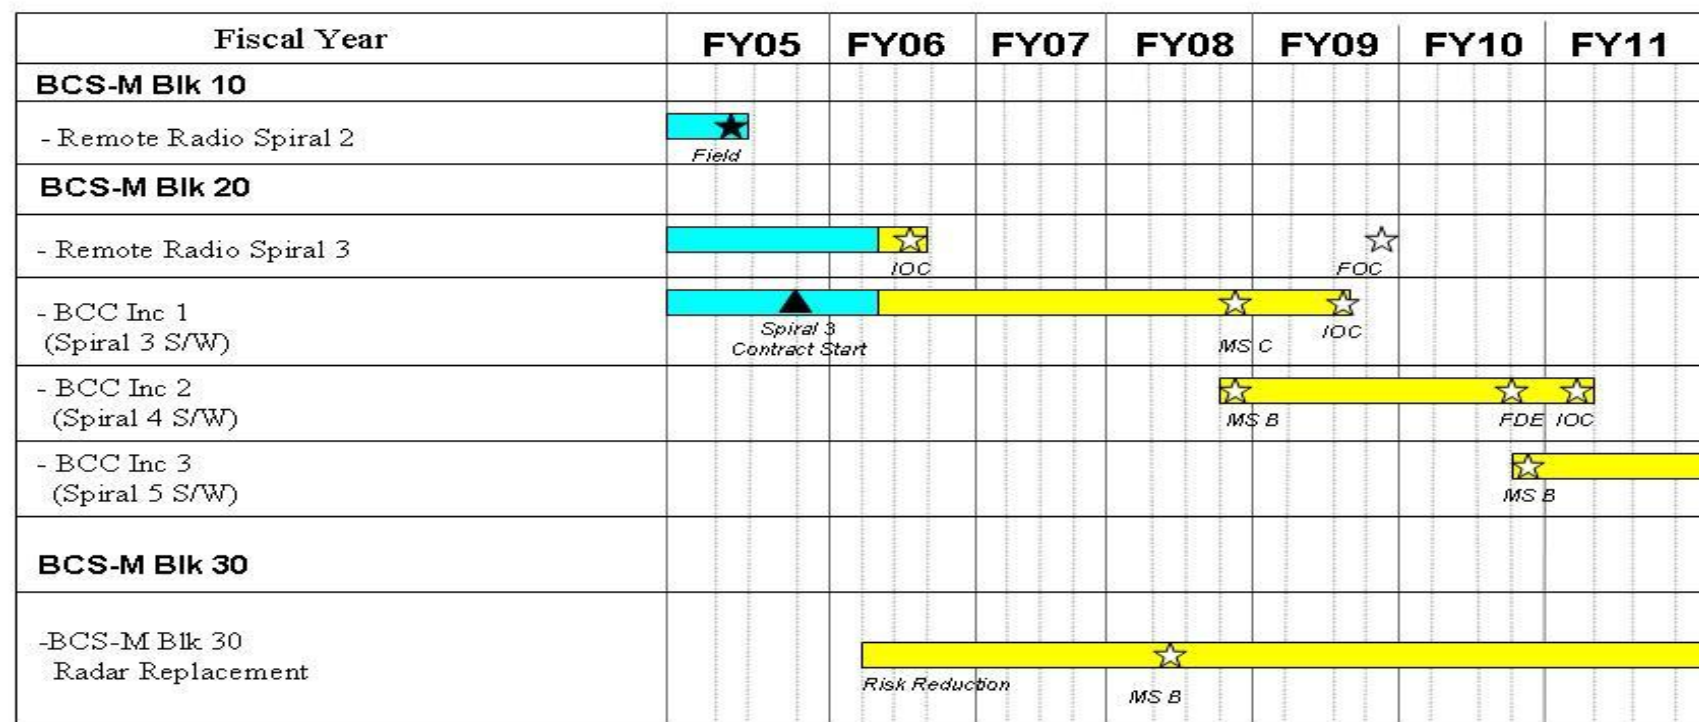 Fiscal Year FY05 FY06 FY07 FY08 FY09 FY10 FY11
BCS-M Blk 10
- Remote Radio Spiral 2
Field
BCS-M Blk 20
- Remote Radio Spiral 3
IOC FOC
- BCC Inc 1
(Spiral 3 S/W)
Spiral 3
Contract Start
MS C
IOC
- BCC Inc 2
(Spiral 4 S/W)
MS B FDE IOC
- BCC Inc 3
(Spiral 5 S/W)
MS B
BCS-M Blk 30
-BCS-M Blk 30
Radar Replacement
Risk Reduction
MS B